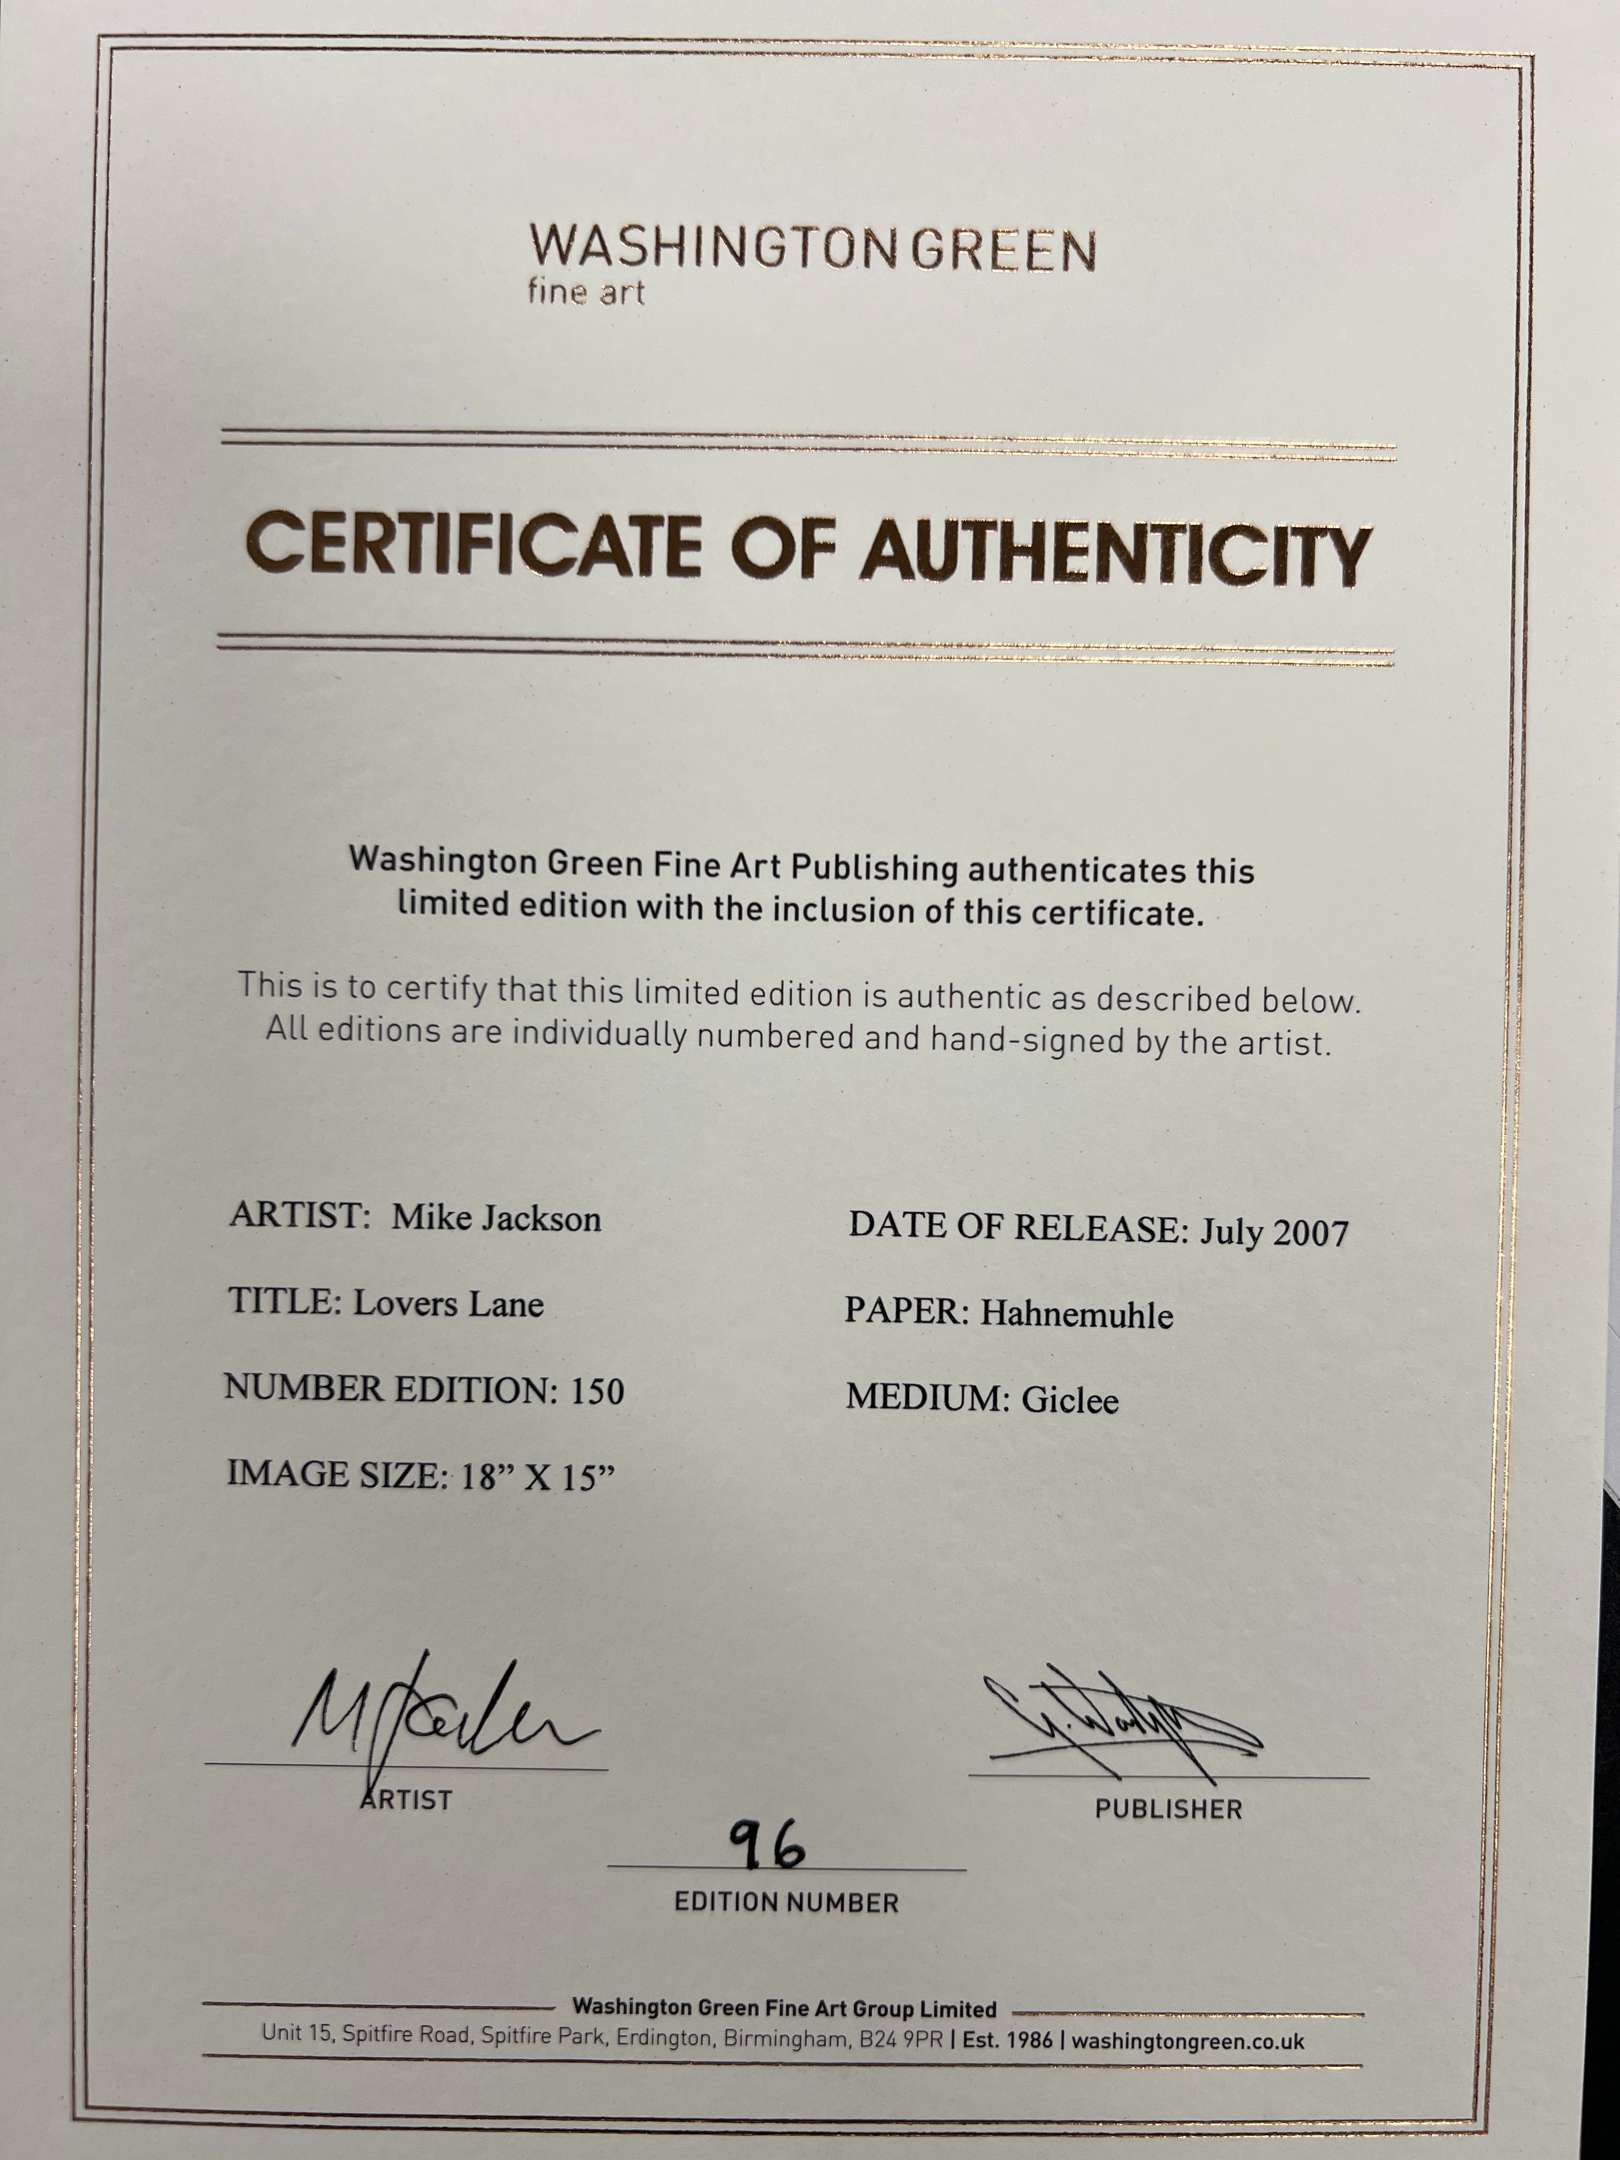 WASHINGTON GREEN
fine art
CERTIFICATE OF AUTHENTICITY
Washington Green Fine Art Publishing authenticates this
limited edition with the inclusion of this certificate.
This is to certify that this limited edition is authentic as described below.
All editions are individually numbered and hand-signed by the artist.
ARTIST: Mike Jackson
DATE OF RELEASE: July 2007
TITLE: Lovers Lane
PAPER: Hahnemuhle
NUMBER EDITION: 150
MEDIUM: Giclee
IMAGE SIZE: 18” X 15”
ARTIST
PUBLISHER
96
EDITION NUMBER
Washington Green Fine Art Group Limited
Unit 15, Spitfire Road, Spitfire Park, Erdington, Birmingham, B24 9PR | Est. 1986 | washingtongreen.co.uk